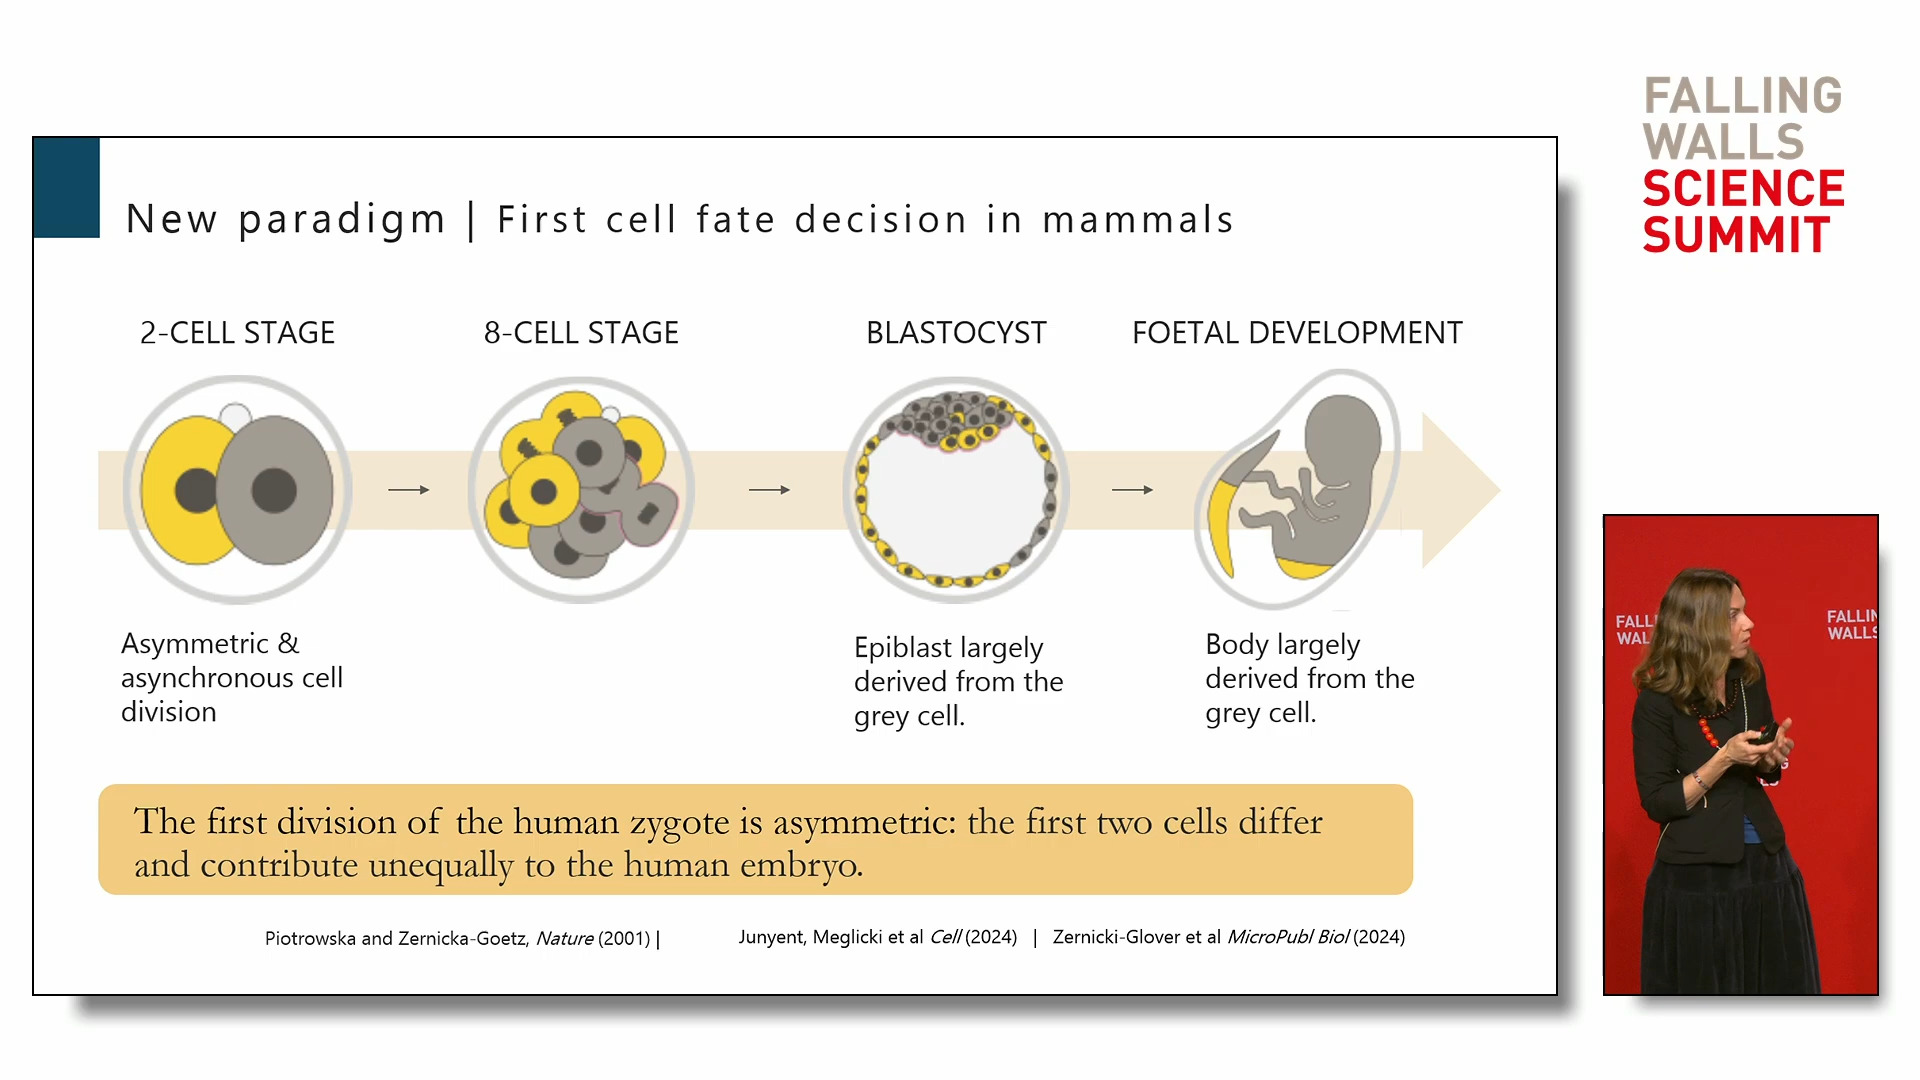 FALLING
WALLS
SCIENCE
SUMMIT
New paradigm | First cell fate decision in mammals
2-CELL STAGE
8-CELL STAGE
BLASTOCYST
FOETAL DEVELOPMENT
Asymmetric &
asynchronous cell
division
Epiblast largely
derived from the
grey cell.
Body largely
derived from the
grey cell.
The first division of the human zygote is asymmetric: the first two cells differ
and contribute unequally to the human embryo.
Piotrowska and Zernicka-Goetz, Nature (2001) |
Junyent, Meglicki et al Cell (2024) | Zernicki-Glover et al MicroPubl Biol (2024)
FALL
WAL
FALLIN
WALLS